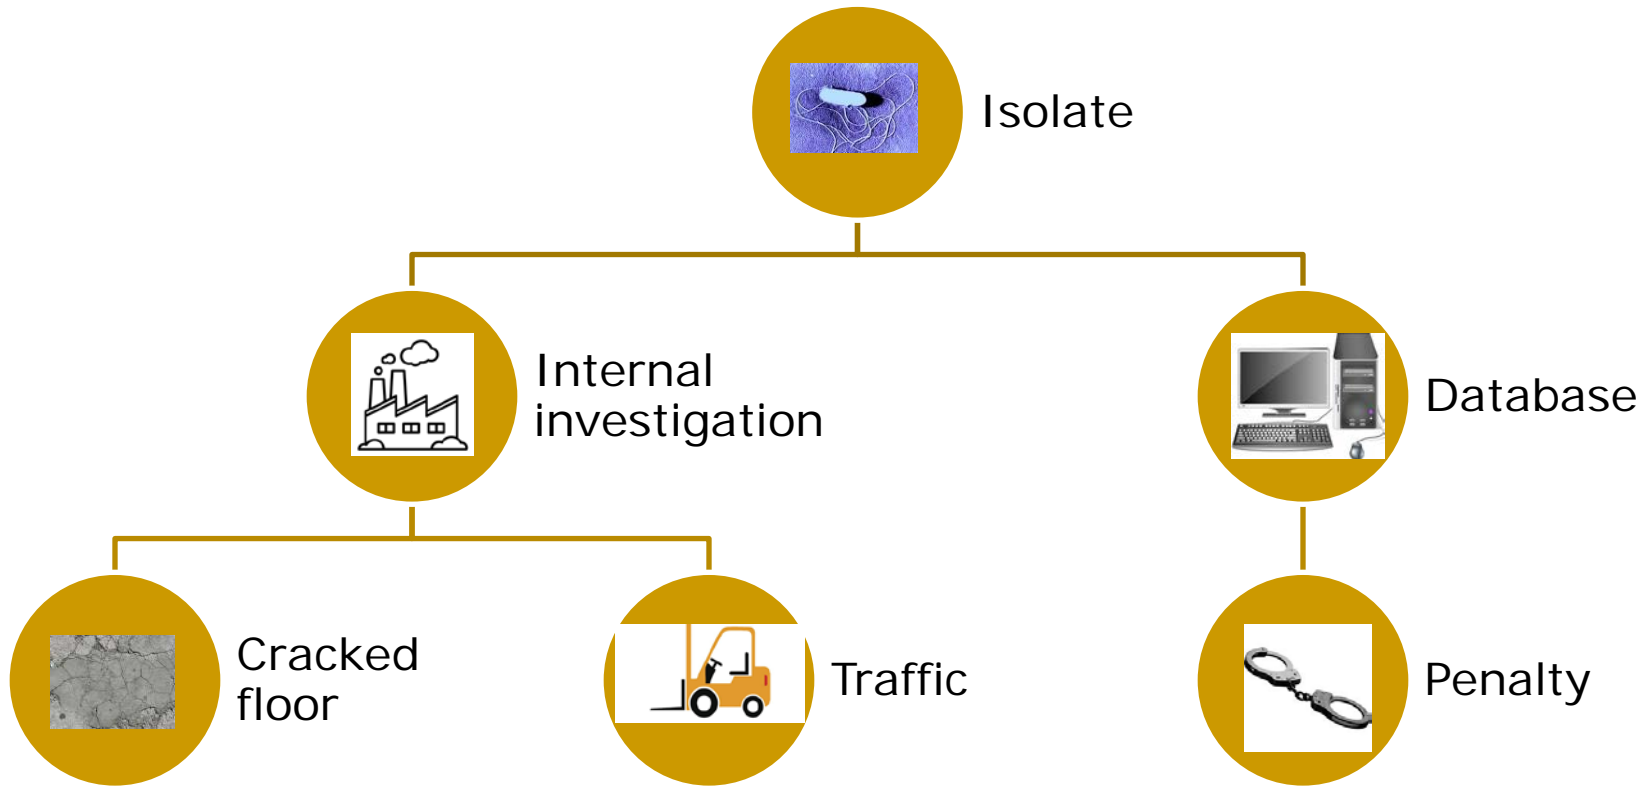 Isolate
Internal
investigation
Database
Cracked
floor
Traffic
Penalty